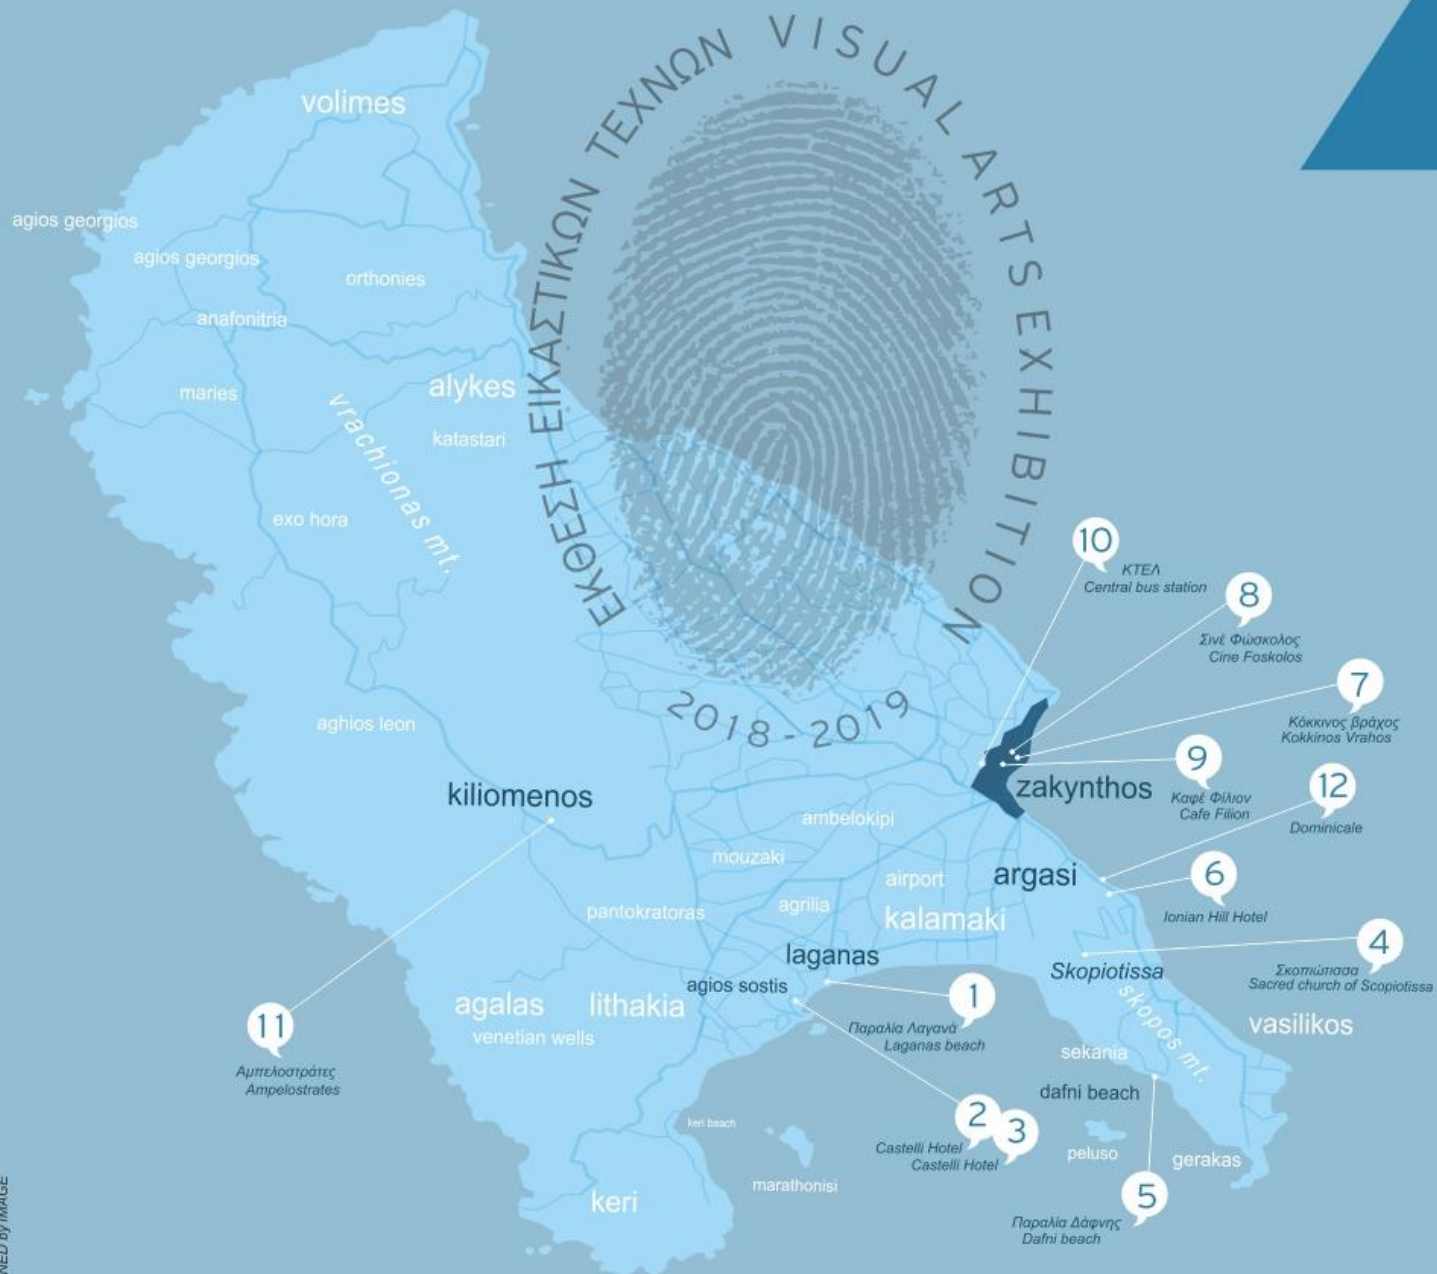 ΕΚΘΕΣΗ ΕΙΚΑΣΤΙΚΩΝ ΤΕΧΝΩΝ VISUAL ARTS EXHIBITION
2018 - 2019
volimes
agios georgios
agios georgios
orthonies
anafonitria
maries
alykes
katastari
vrachionas mt.
exo hora
10
ΚΤΕΛ
Central bus station
8
Σινέ Φώσκολος
Cine Foskolos
7
Κόκκινος βράχος
Kokkinos Vrahos
9
Καφέ Φίλιον
Cafe Filion
12
Dominicale
aghios leon
kiliomenos
zakynthos
ambelokipi
mouzaki
airport
argasi
6
Ionian Hill Hotel
pantokratoras
agrilia
kalamaki
laganas
Skopiotissa
4
Σκοπιώτισσα
Sacred church of Scopiotissa
agios sostis
skopos mt.
agalas
lithakia
venetian wells
1
Παραλία Λαγανά
Laganas beach
vasilikos
sekania
dafni beach
11
Αμπελοστράτες
Ampelostrates
keri beach
2
3
Castelli Hotel
Castelli Hotel
peluso
gerakas
marathonisi
keri
5
Παραλία Δάφνης
Dafni beach
NED by IMAGE